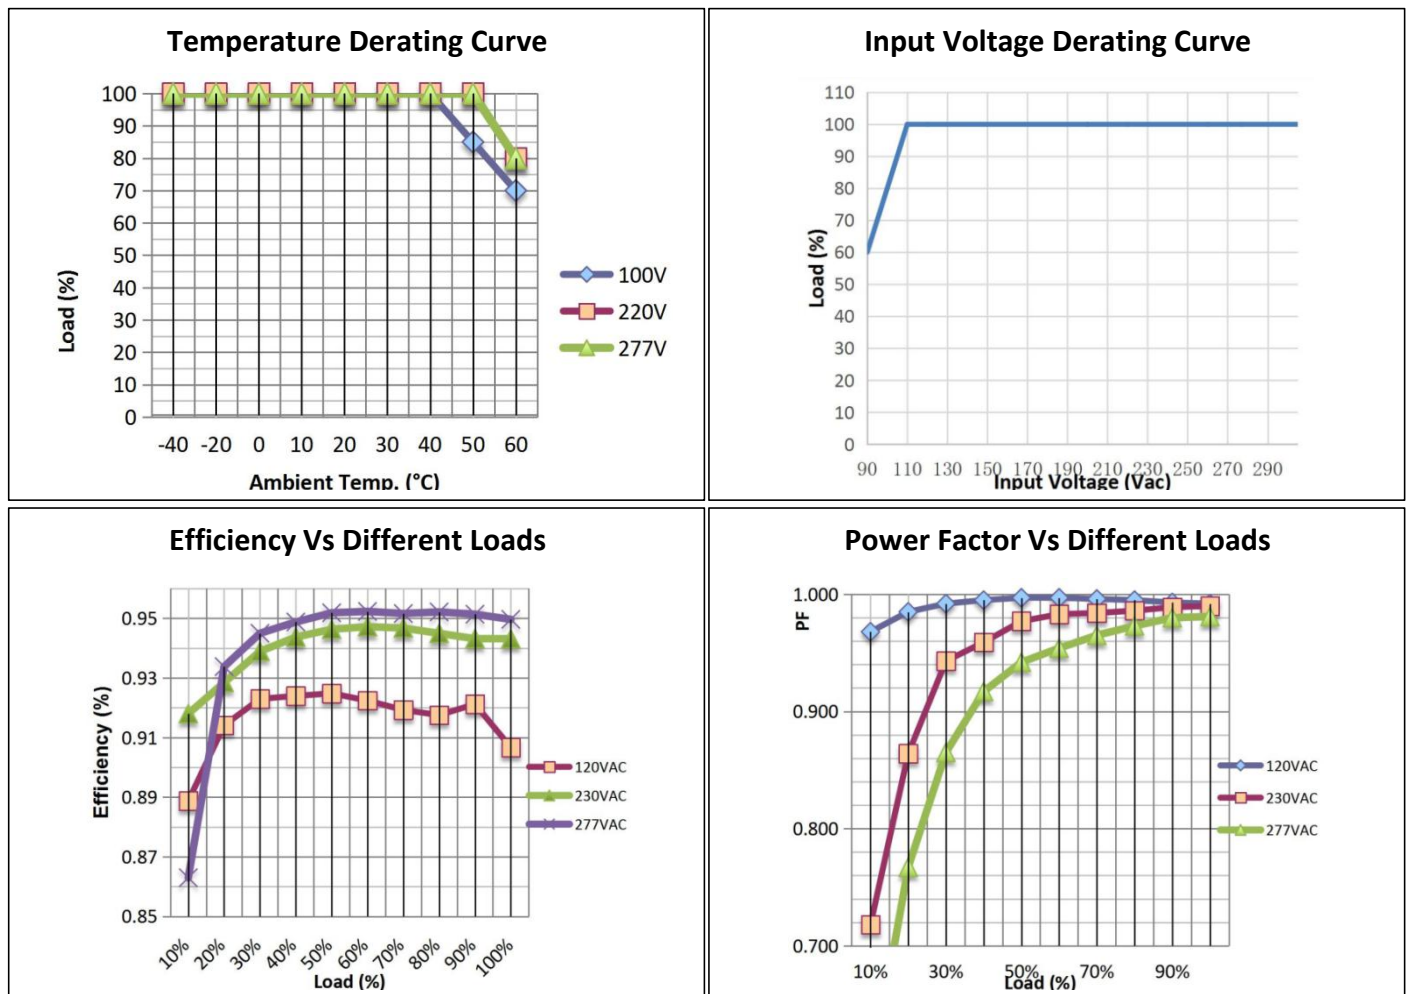 Temperature Derating Curve
100
90
80
70
60
50
40
30
20
10
0
Load (%)
-40 -20 0 10 20 30 40 50 60
Ambient Temp. (°C)
100V
220V
277V
Input Voltage Derating Curve
110
100
90
80
70
60
50
40
30
20
10
0
Load (%)
90 110 130 150 170 190 210 230 250 270 290
Input Voltage (Vac)
Efficiency Vs Different Loads
0.95
0.93
0.91
0.89
0.87
0.85
Efficiency (%)
10% 20% 30% 40% 50% 60% 70% 80% 90% 100%
Load (%)
120VAC
230VAC
277VAC
Power Factor Vs Different Loads
1.000
0.900
0.800
0.700
PF
10% 30% 50% 70% 90%
Load (%)
120VAC
230VAC
277VAC